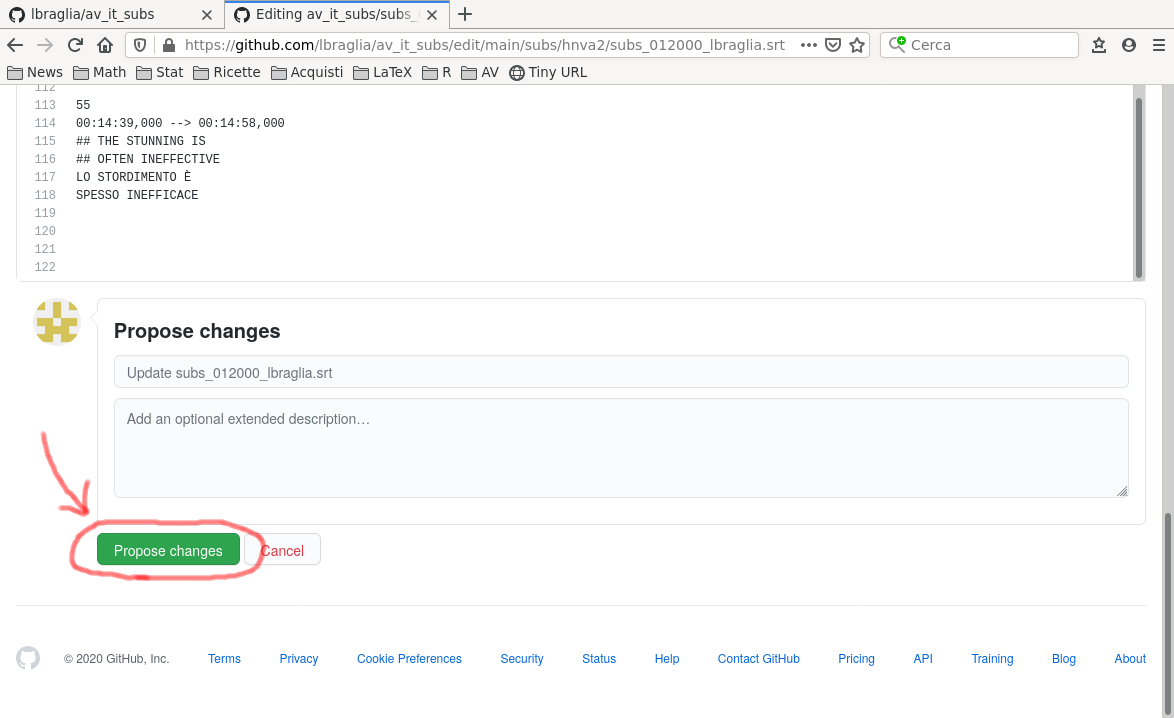 lbraglia/av_it_subs
Editing av_it_subs/subs_
https://github.com/lbraglia/av_it_subs/edit/main/subs/hnva2/subs_012000_lbraglia.srt
Cerca
News Math Stat Ricette Acquisti LaTeX R AV Tiny URL
112
113 55
114 00:14:39,000 --> 00:14:58,000
115 ## THE STUNNING IS
116 ## OFTEN INEFFECTIVE
117 LO STORDIMENTO È
118 SPESSO INEFFICACE
119
120
121
122
Propose changes
Update subs_012000_lbraglia.srt
Add an optional extended description…
Propose changes Cancel
© 2020 GitHub, Inc. Terms Privacy Cookie Preferences Security Status Help Contact GitHub Pricing API Training Blog About